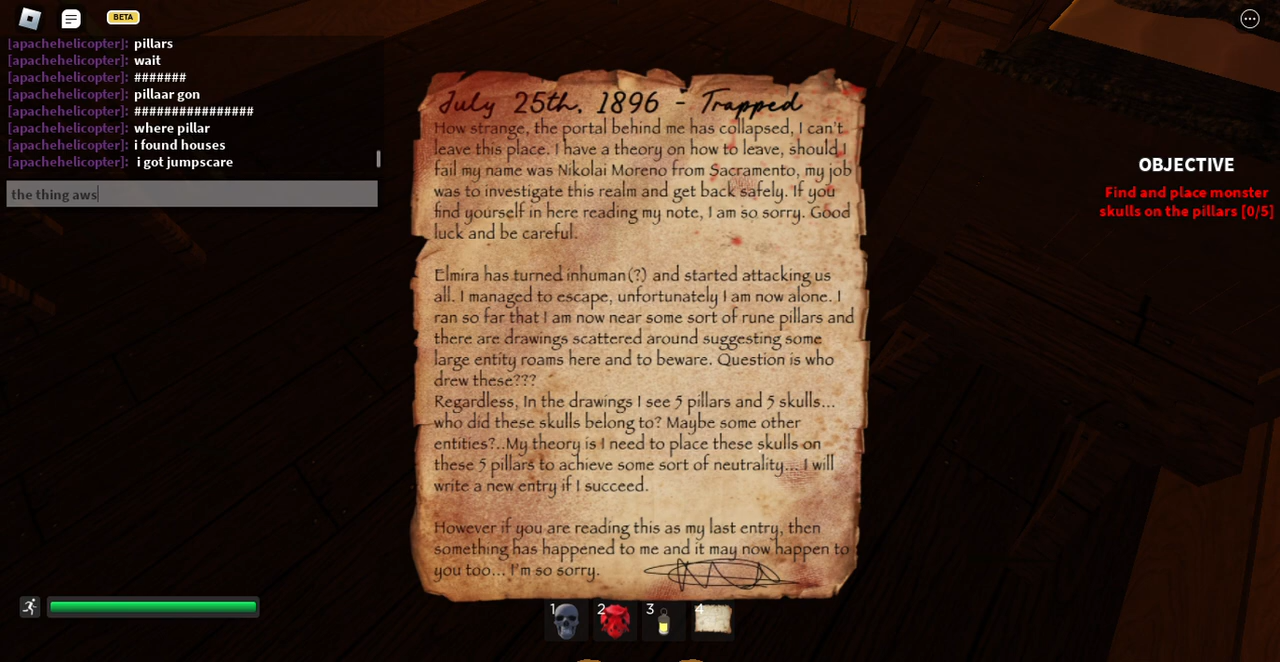 BETA
[apachehelicopter]: pillars
[apachehelicopter]: wait
[apachehelicopter]: #######
[apachehelicopter]: pillaar gon
[apachehelicopter]: ###############
[apachehelicopter]: where pillar
[apachehelicopter]: i found houses
[apachehelicopter]: i got jumpscare
the thing aws
July 25th, 1896 - Trapped
How strange, the portal behind me has collapsed, I can't
leave this place. I have a theory on how to leave, should I
fail my name was Nikolai Moreno from Sacramento, my job
was to investigate this realm and get back safely. If you
find yourself in here reading my note, I am so sorry. Good
luck and be careful.
Elmira has turned inhuman(?) and started attacking us
all. I managed to escape, unfortunately I am now alone. I
ran so far that I am now near some sort of rune pillars and
there are drawings scattered around suggesting some
large entity roams here and to beware. Question is who
drew these???
Regardless, In the drawings I see 5 pillars and 5 skulls...
who did these skulls belong to? Maybe some other
entities?..My theory is I need to place these skulls on
these 5 pillars to achieve some sort of neutrality... I will
write a new entry if I succeed.
However if you are reading this as my last entry, then
something has happened to me and it may now happen to
you too... I'm so sorry.
OBJECTIVE
Find and place monster
skulls on the pillars [0/5]
1 2 3 4